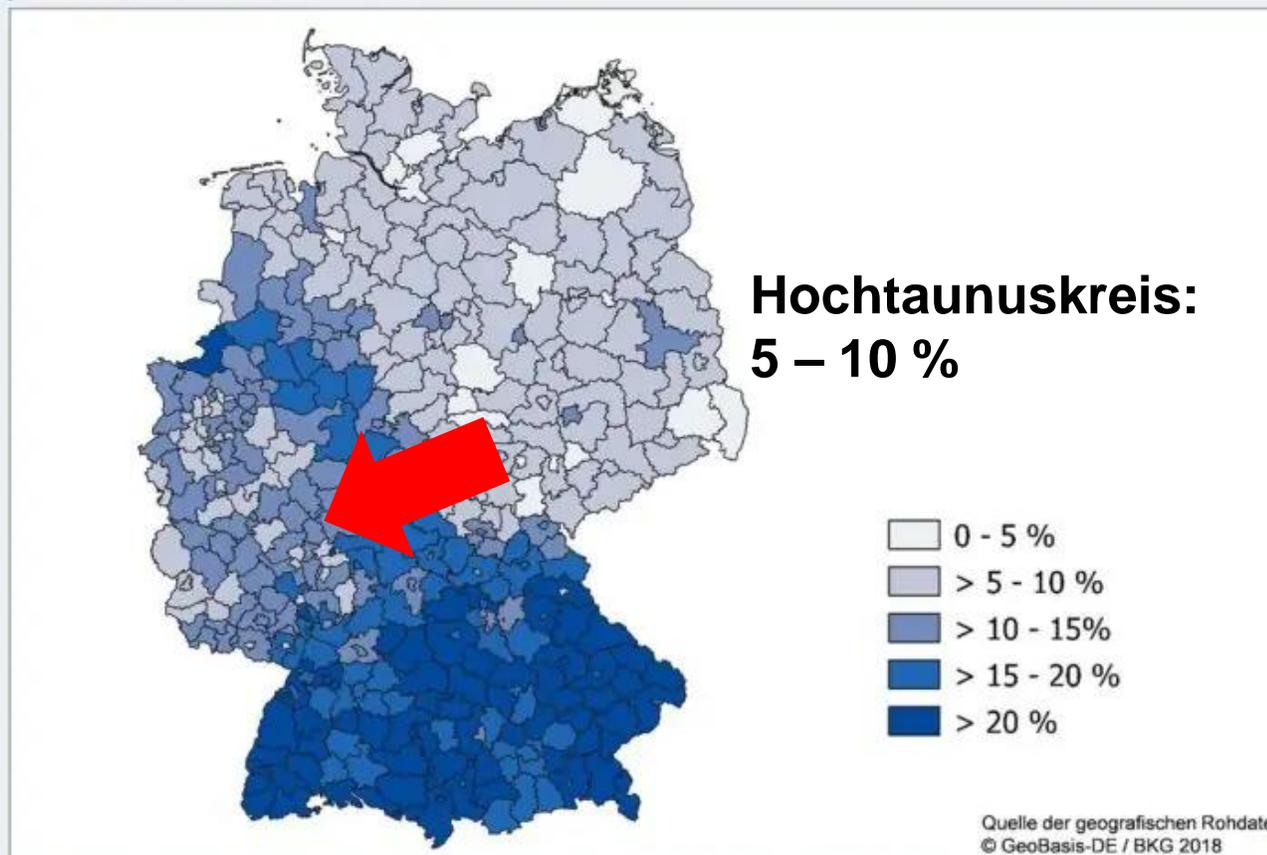 Hochtaunuskreis:
5 – 10 %
0 - 5 %
> 5 - 10 %
> 10 - 15%
> 15 - 20 %
> 20 %
Quelle der geografischen Rohdate
© GeoBasis-DE / BKG 2018